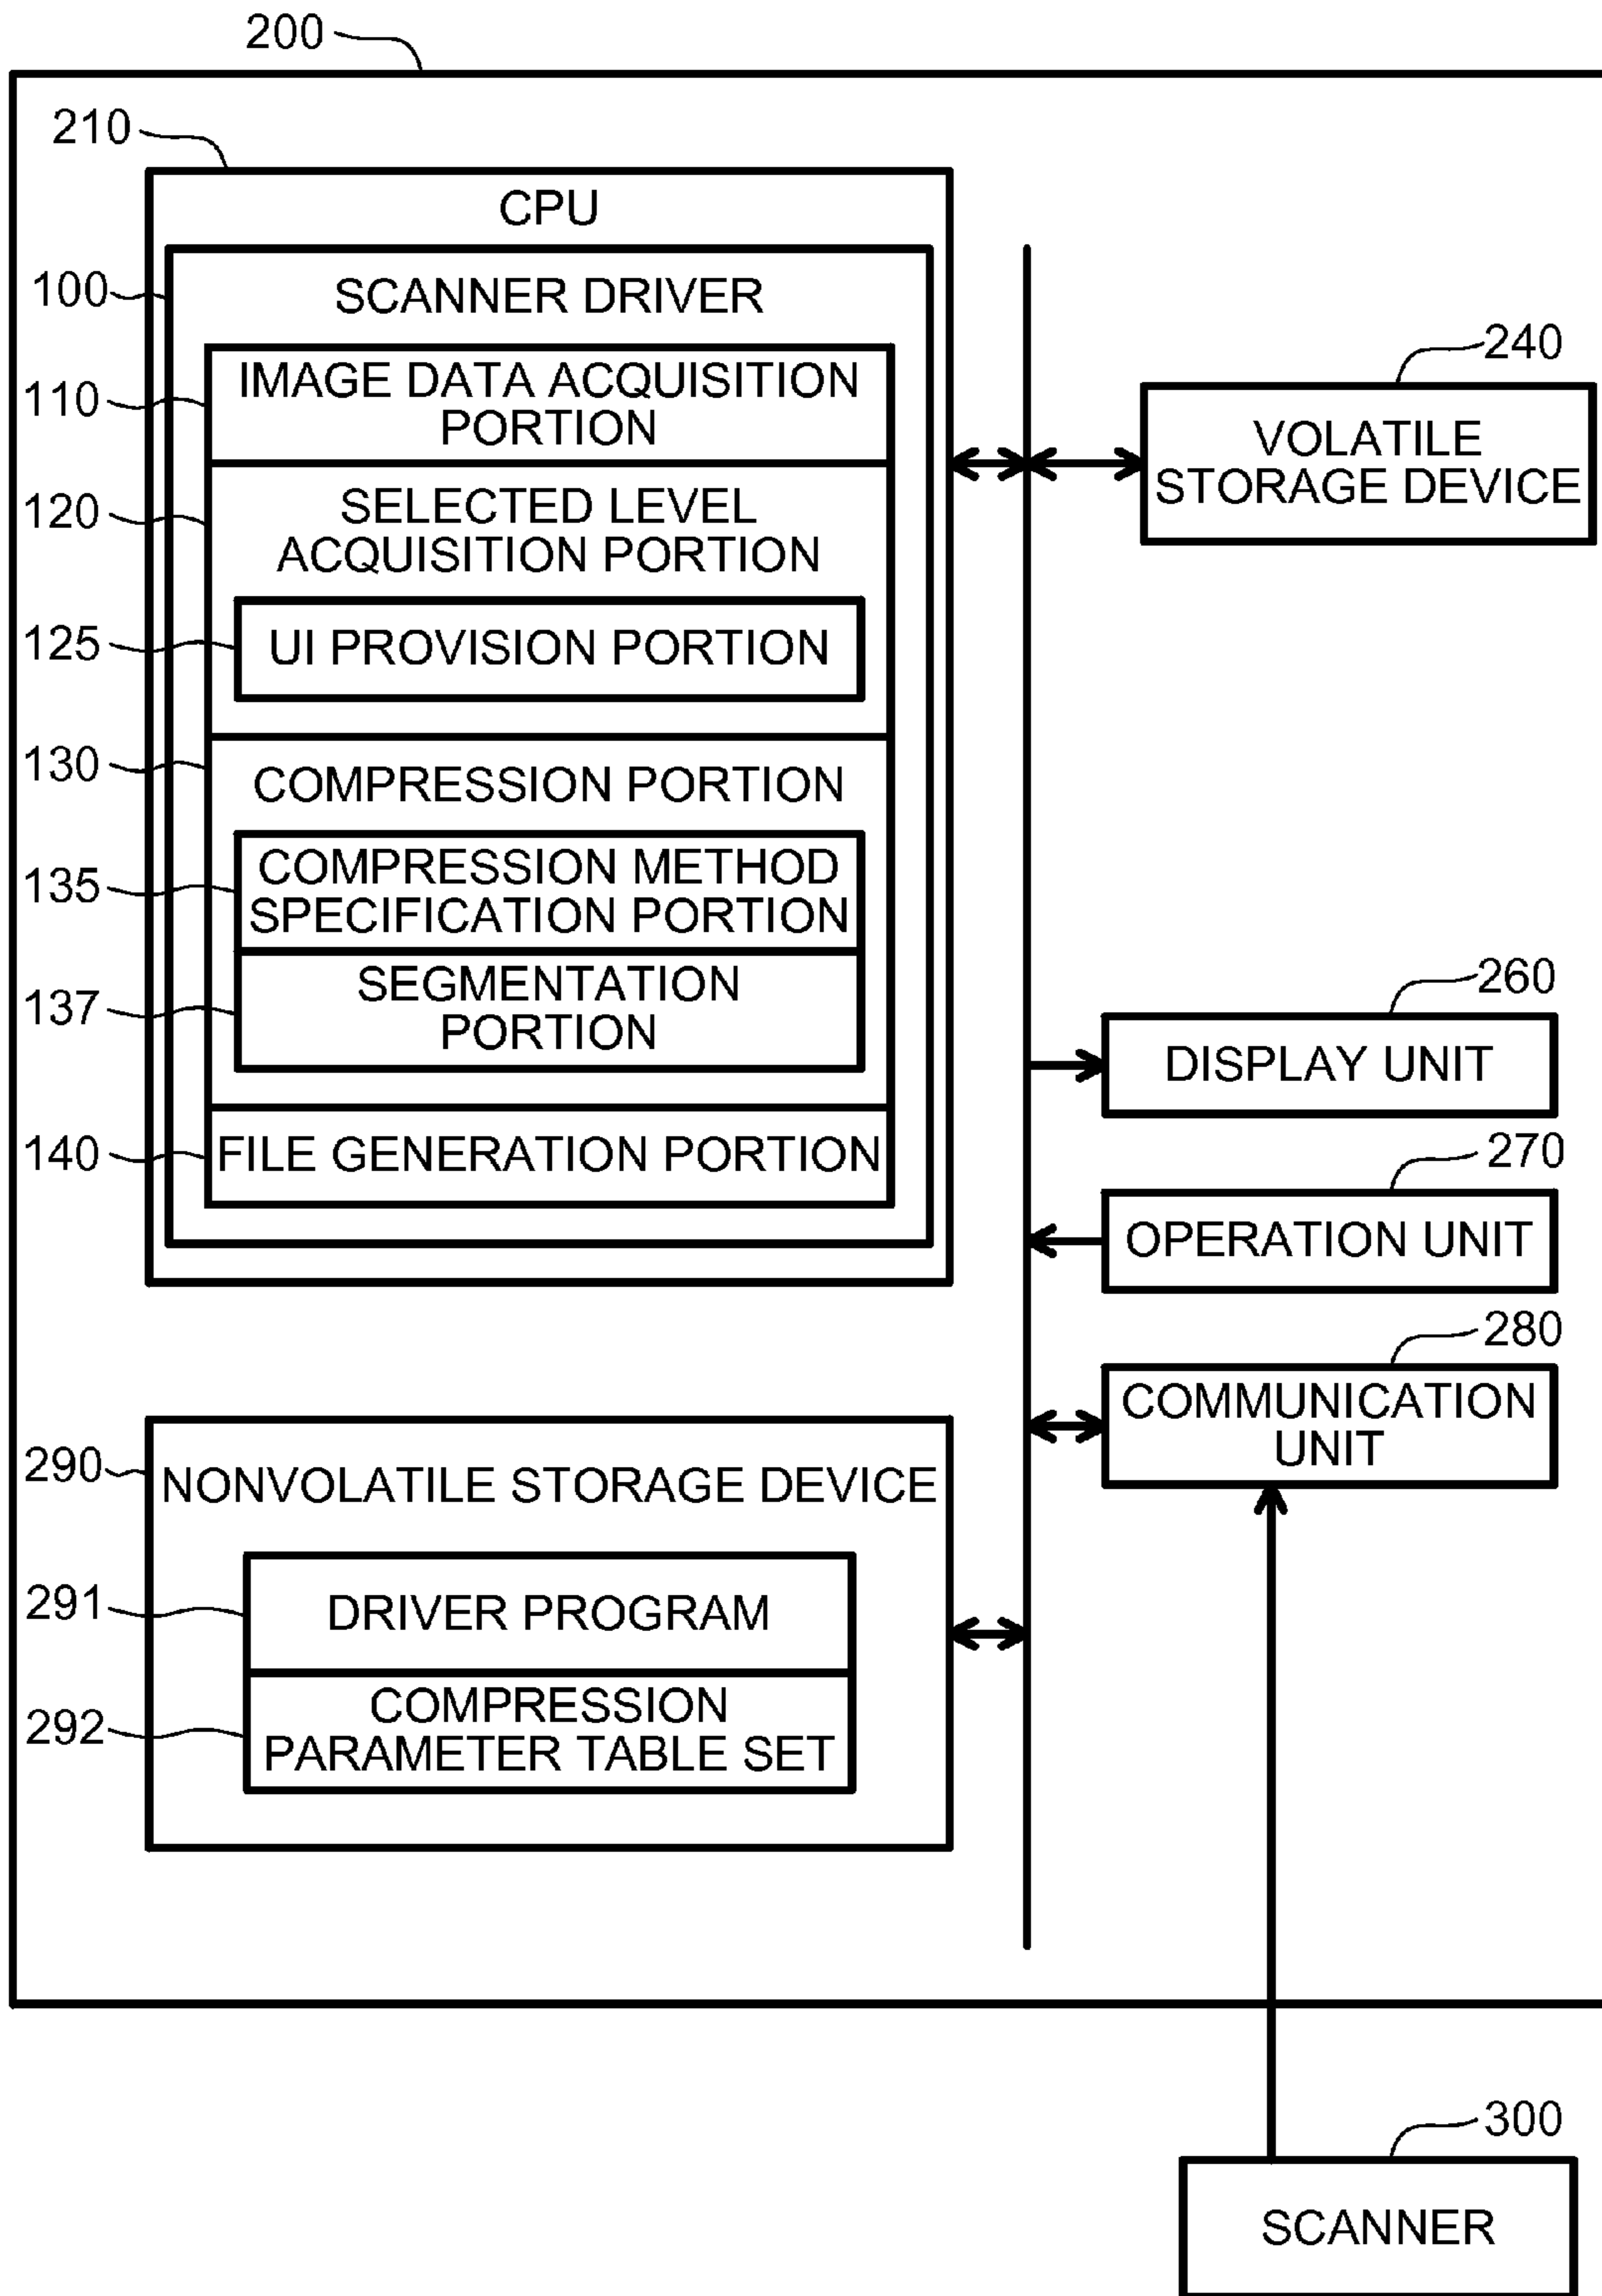 200
210
CPU
100
SCANNER DRIVER
110
IMAGE DATA ACQUISITION
PORTION
120
SELECTED LEVEL
ACQUISITION PORTION
125
UI PROVISION PORTION
130
COMPRESSION PORTION
135
COMPRESSION METHOD
SPECIFICATION PORTION
137
SEGMENTATION
PORTION
140
FILE GENERATION PORTION
240
VOLATILE
STORAGE DEVICE
260
DISPLAY UNIT
270
OPERATION UNIT
280
COMMUNICATION
UNIT
290
NONVOLATILE STORAGE DEVICE
291
DRIVER PROGRAM
292
COMPRESSION
PARAMETER TABLE SET
300
SCANNER